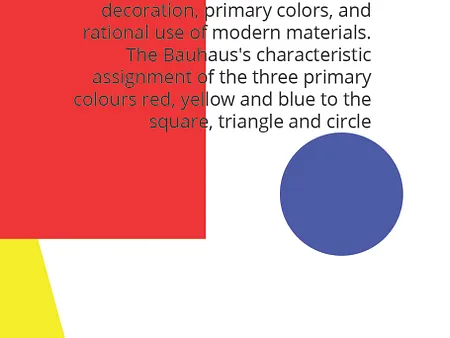 decoration, primary colors, and
rational use of modern materials.
The Bauhaus's characteristic
assignment of the three primary
colours red, yellow and blue to the
square, triangle and circle